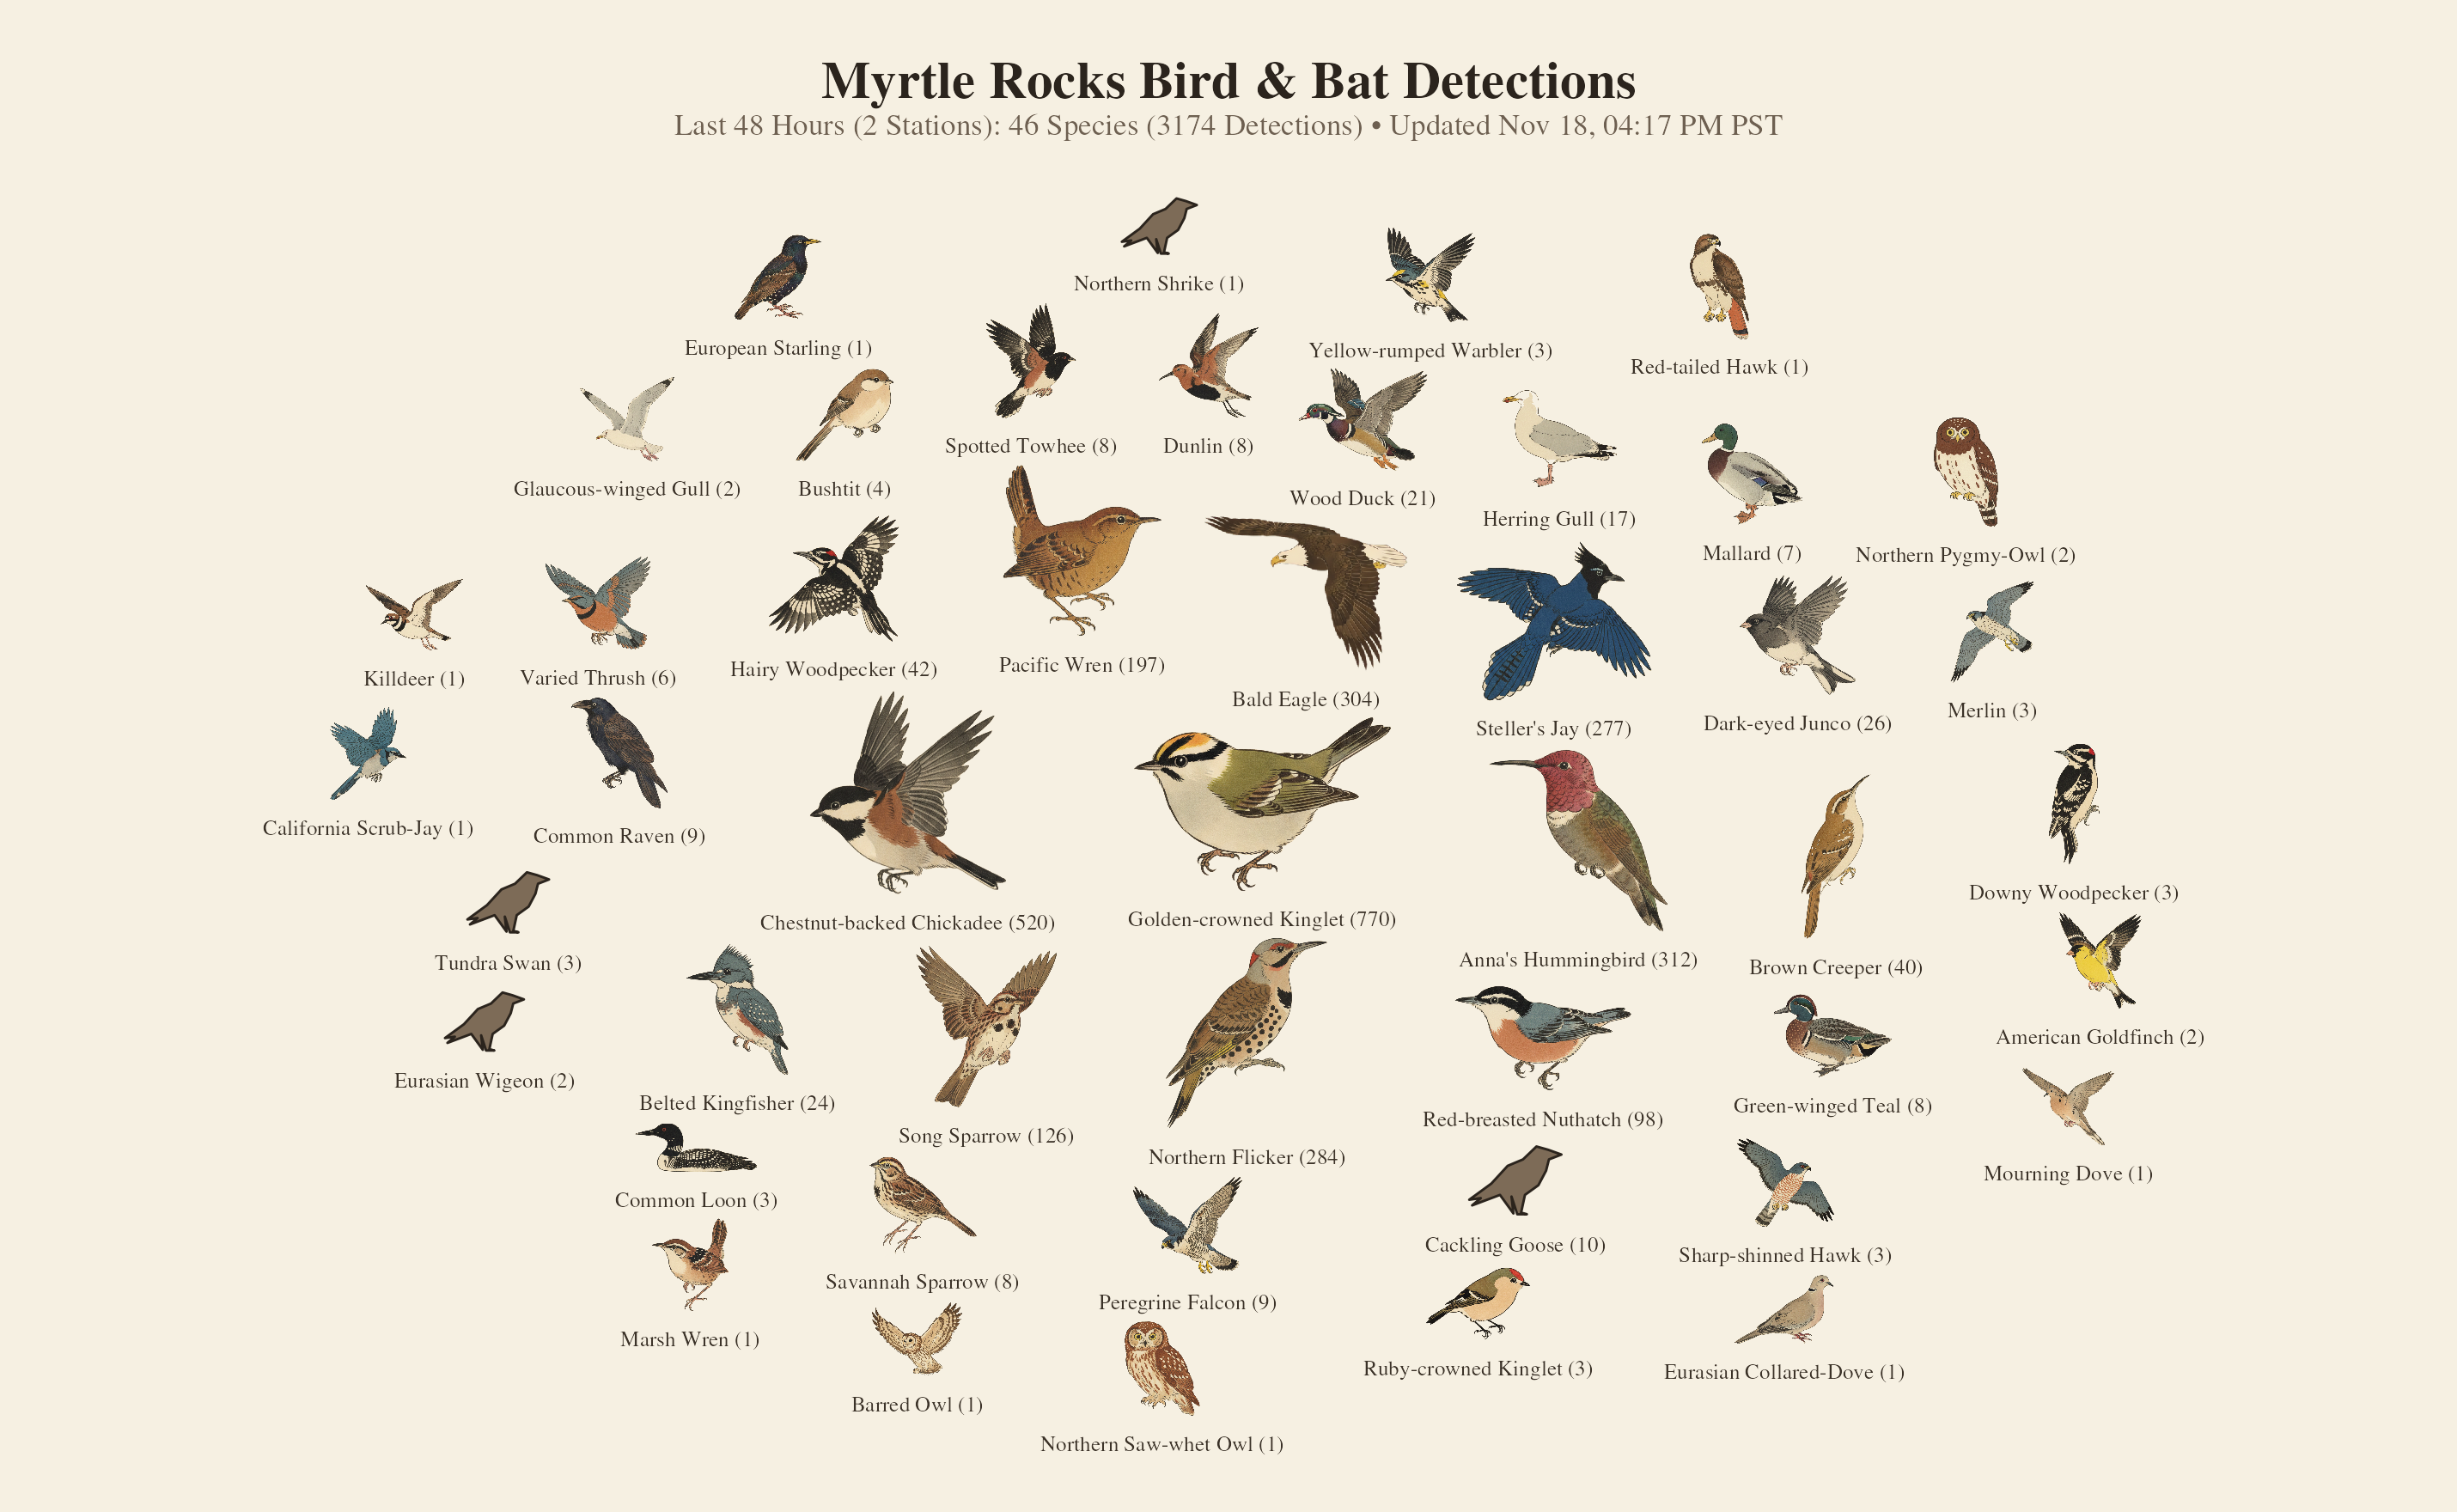 Myrtle Rocks Bird & Bat Detections
Last 48 Hours (2 Stations): 46 Species (3174 Detections) • Updated Nov 18, 04:17 PM PST
Northern Shrike (1)
European Starling (1)
Yellow-rumped Warbler (3)
Red-tailed Hawk (1)
Spotted Towhee (8)
Dunlin (8)
Glaucous-winged Gull (2)
Bushtit (4)
Wood Duck (21)
Herring Gull (17)
Mallard (7)
Northern Pygmy-Owl (2)
Killdeer (1)
Varied Thrush (6)
Hairy Woodpecker (42)
Pacific Wren (197)
Bald Eagle (304)
Steller's Jay (277)
Dark-eyed Junco (26)
Merlin (3)
California Scrub-Jay (1)
Common Raven (9)
Chestnut-backed Chickadee (520)
Golden-crowned Kinglet (770)
Anna's Hummingbird (312)
Brown Creeper (40)
Downy Woodpecker (3)
Tundra Swan (3)
American Goldfinch (2)
Eurasian Wigeon (2)
Belted Kingfisher (24)
Song Sparrow (126)
Northern Flicker (284)
Red-breasted Nuthatch (98)
Green-winged Teal (8)
Mourning Dove (1)
Common Loon (3)
Savannah Sparrow (8)
Peregrine Falcon (9)
Cackling Goose (10)
Sharp-shinned Hawk (3)
Marsh Wren (1)
Barred Owl (1)
Northern Saw-whet Owl (1)
Ruby-crowned Kinglet (3)
Eurasian Collared-Dove (1)